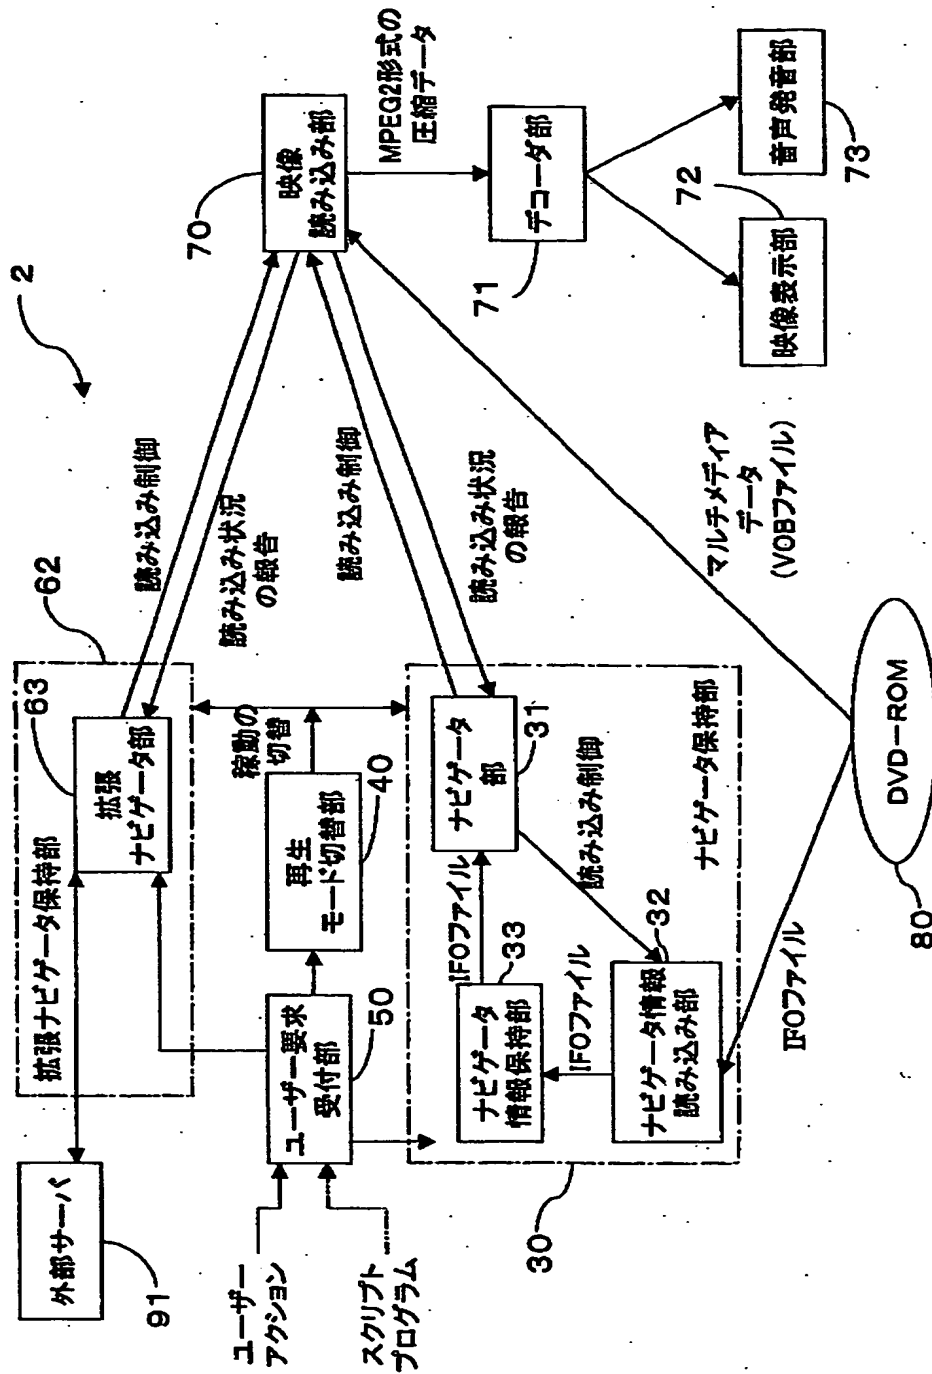 2
外部サーバ
91
拡張ナビゲータ保持部
62
63
拡張
ナビゲータ部
読み込み制御
読み込み状況
の報告
70
映像
読み込み部
MPEG2形式の
圧縮データ
ユーザー
アクション
スクリプト
プログラム
ユーザー要求
受付部
50
再生
モード切替部
40
稼動の
切替
読み込み制御
読み込み状況
の報告
デコーダ部
71
映像表示部
72
音声発音部
73
30
ナビゲータ
情報保持部
33
IFOファイル
ナビゲータ
部
31
IFOファイル
読み込み制御
ナビゲータ情報
読み込み部
32
ナビゲータ保持部
マルチメディア
データ
(VOBファイル)
IFOファイル
DVD-ROM
80